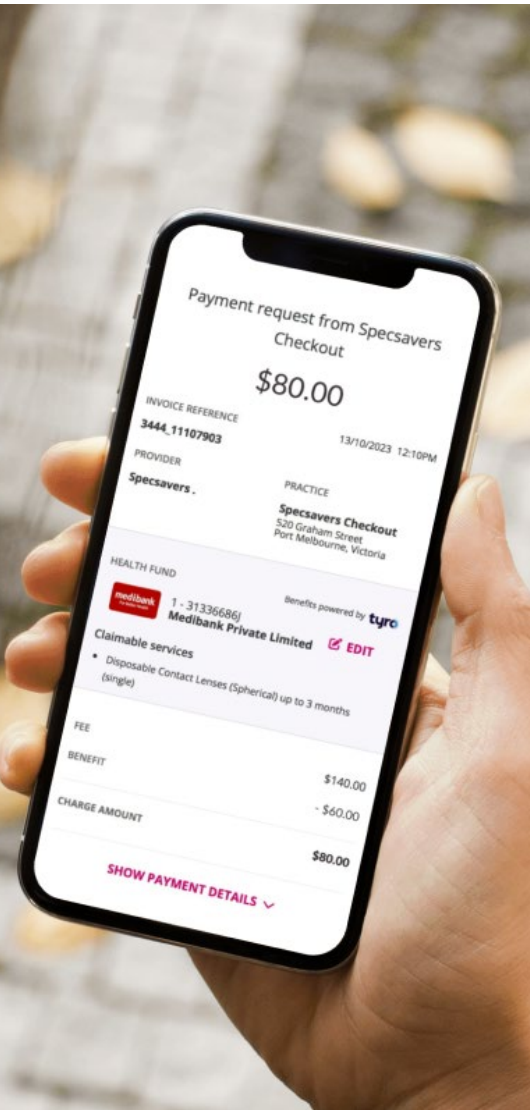 Payment request from Specsavers
Checkout
$80.00
INVOICE REFERENCE
3444_11107903
13/10/2023 12:10PM
PROVIDER
Specsavers .
PRACTICE
Specsavers Checkout
520 Graham Street
Port Melbourne, Victoria
HEALTH FUND
Benefits powered by tyro
medibank
For Better Health
1 - 31336686J
Medibank Private Limited
EDIT
Claimable services
• Disposable Contact Lenses (Spherical) up to 3 months
(single)
FEE
$140.00
BENEFIT
- $60.00
CHARGE AMOUNT
$80.00
SHOW PAYMENT DETAILS